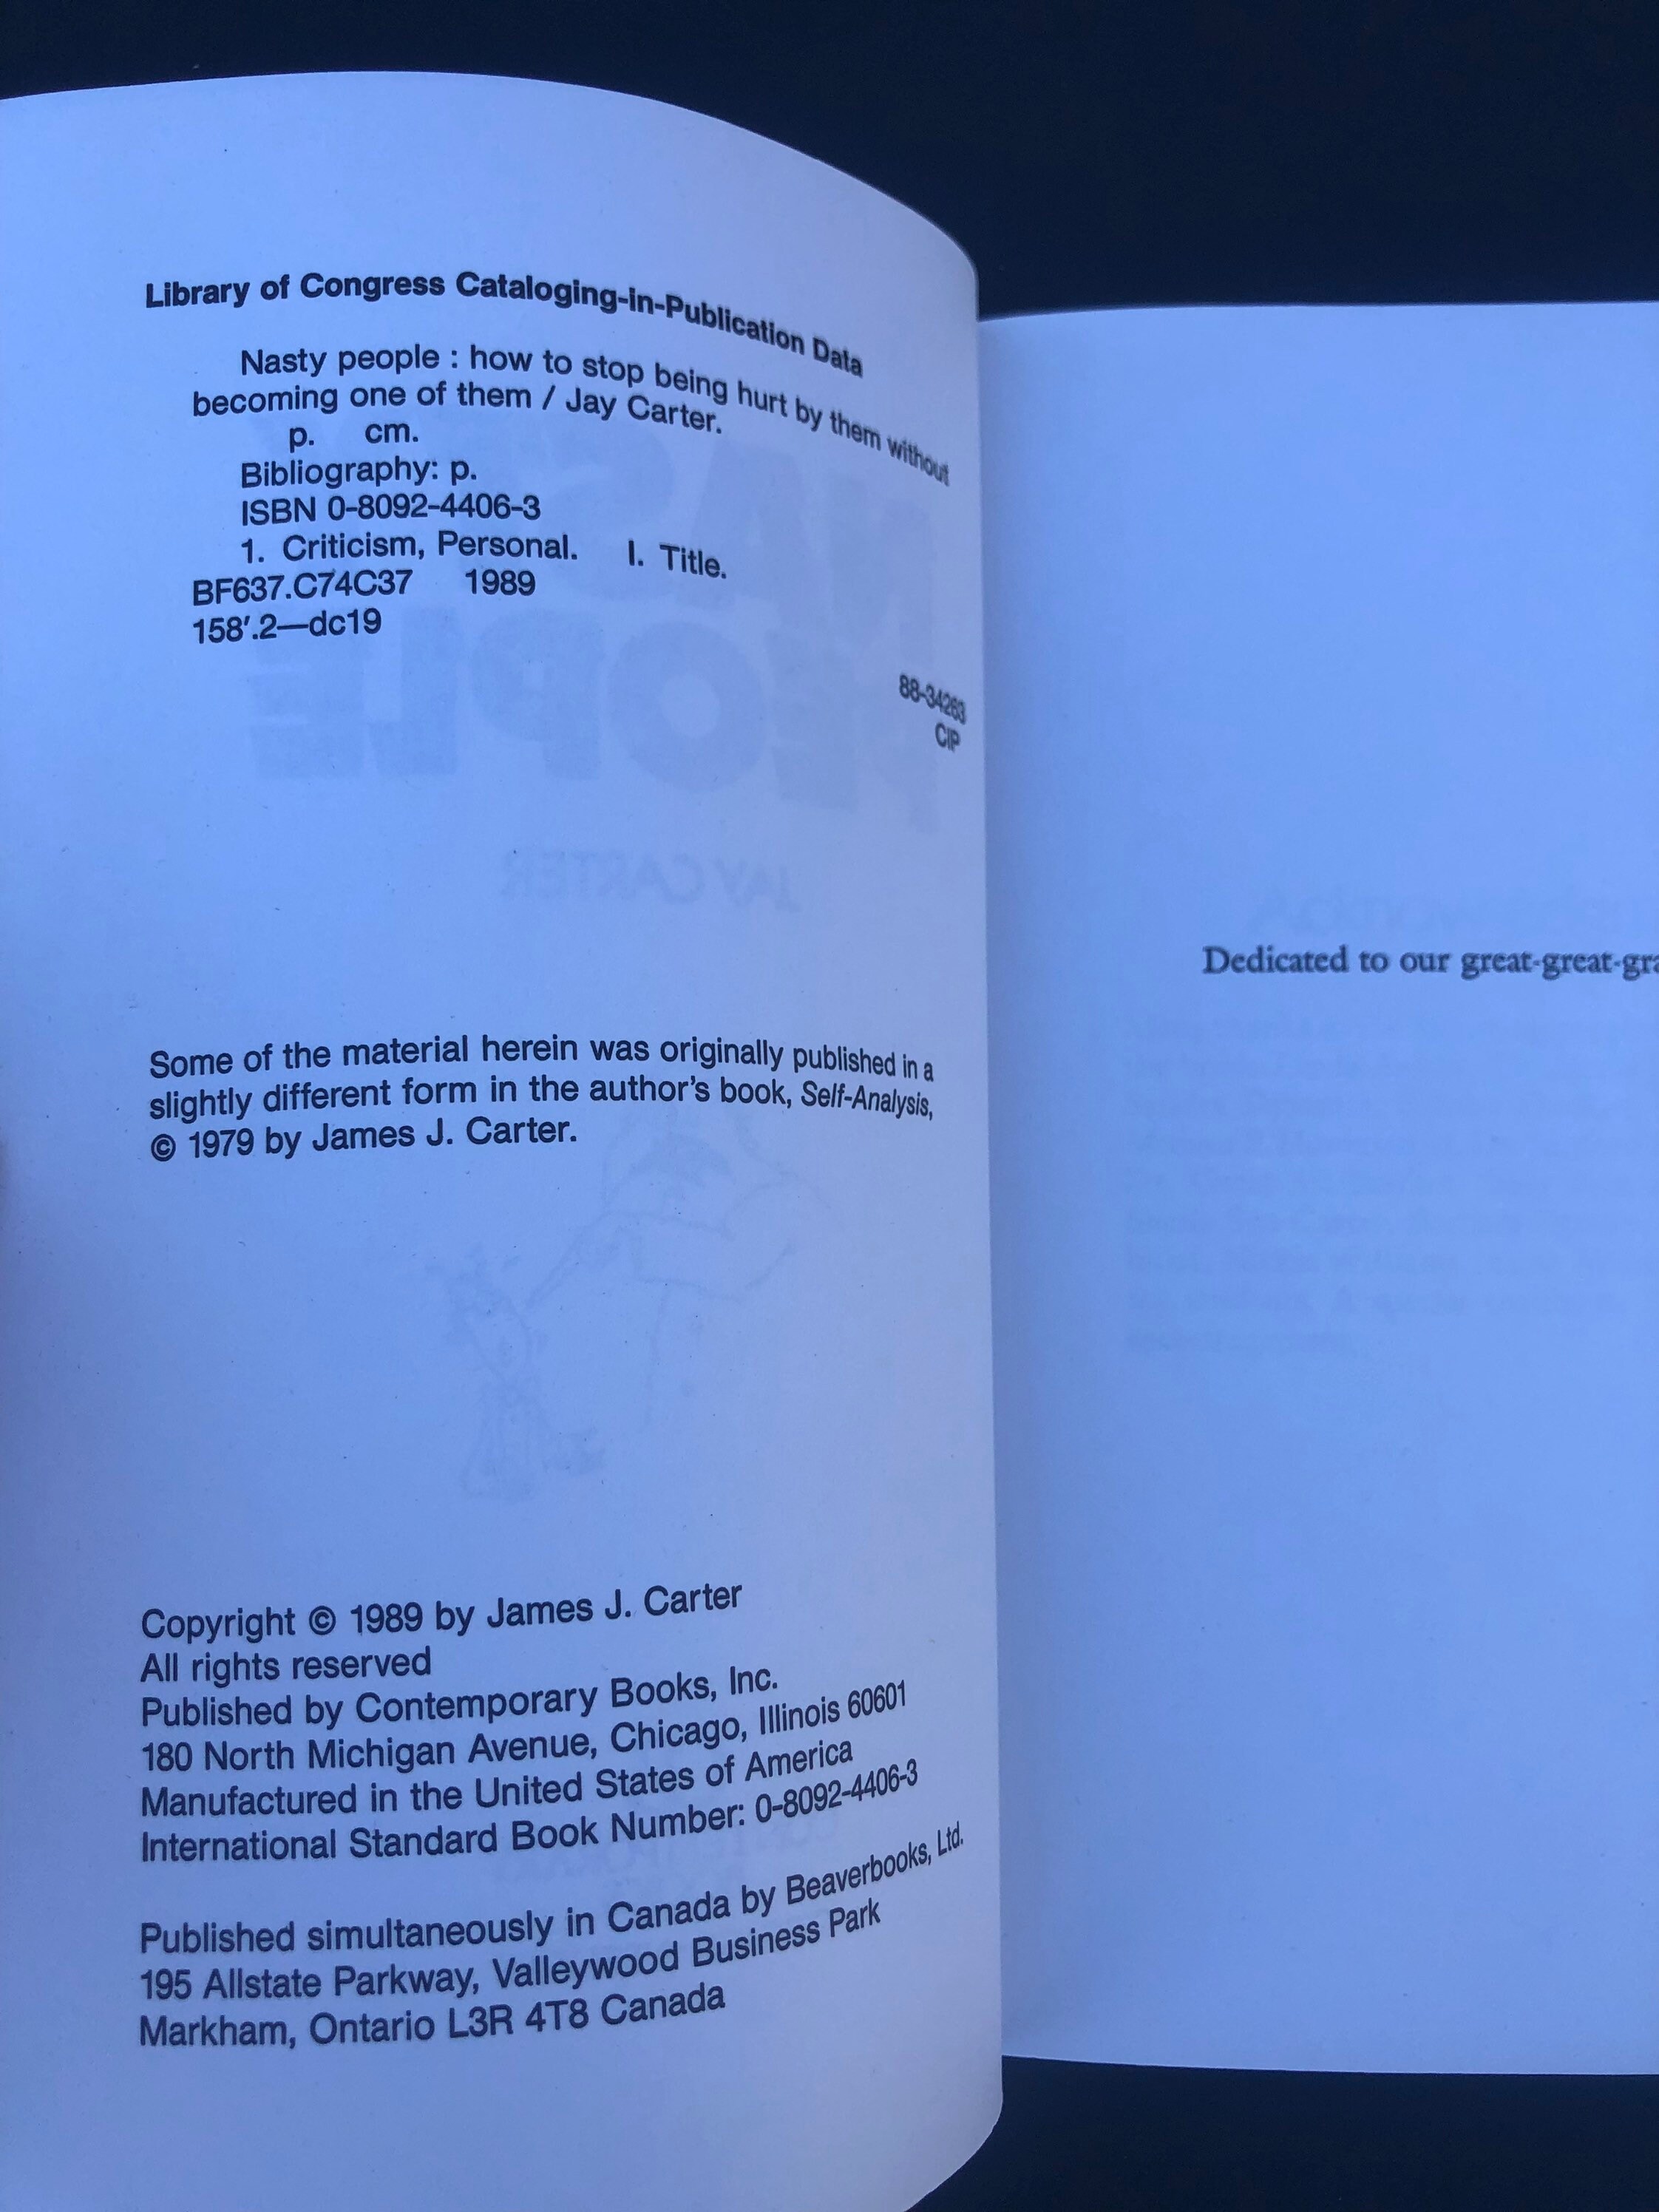 Library of Congress Cataloging-in-Publication Data
Nasty people : how to stop being hurt by them without
becoming one of them / Jay Carter.
p. cm.
Bibliography: p.
ISBN 0-8092-4406-3
1. Criticism, Personal. I. Title.
BF637.C74C37 1989
158'.2—dc19
88-34263
CIP
Some of the material herein was originally published in a
slightly different form in the author's book, Self-Analysis,
© 1979 by James J. Carter.
Copyright © 1989 by James J. Carter
All rights reserved
Published by Contemporary Books, Inc.
180 North Michigan Avenue, Chicago, Illinois 60601
Manufactured in the United States of America
International Standard Book Number: 0-8092-4406-3
Published simultaneously in Canada by Beaverbooks, Ltd.
195 Allstate Parkway, Valleywood Business Park
Markham, Ontario L3R 4T8 Canada
Dedicated to our great-great-gra